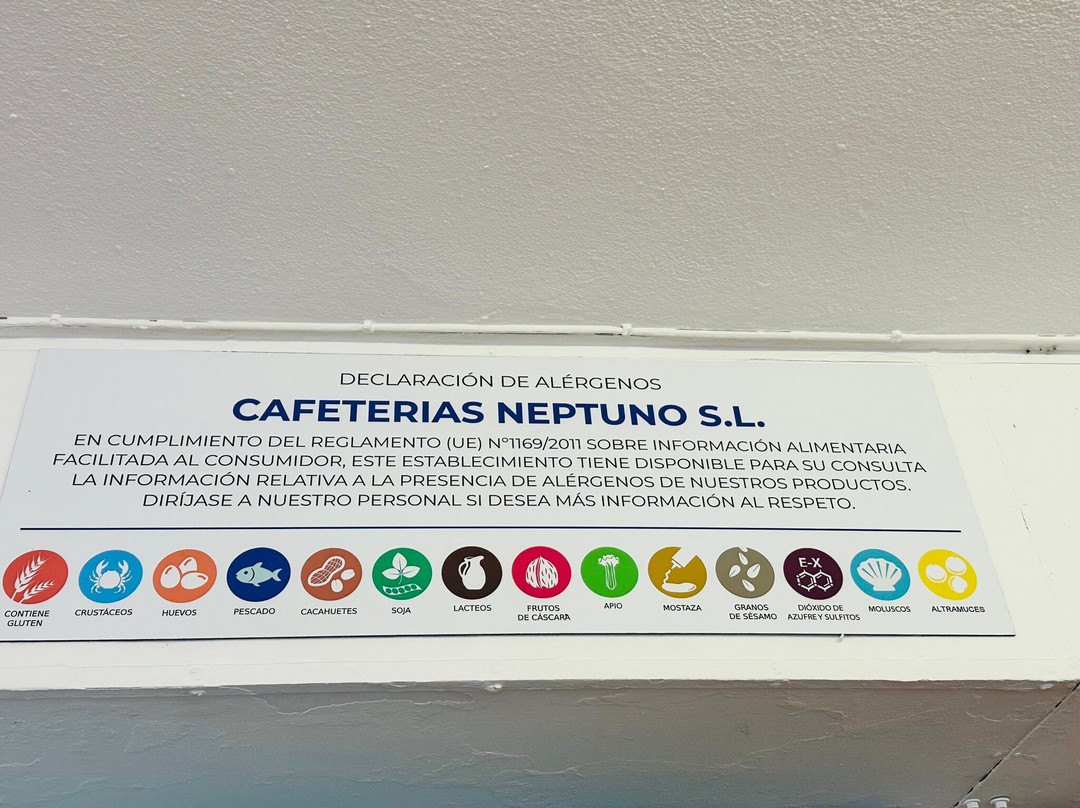 DECLARACIÓN DE ALÉRGENOS
CAFETERIAS NEPTUNO S.L.
EN CUMPLIMIENTO DEL REGLAMENTO (UE) Nº1169/2011 SOBRE INFORMACIÓN ALIMENTARIA
FACILITADA AL CONSUMIDOR, ESTE ESTABLECIMIENTO TIENE DISPONIBLE PARA SU CONSULTA
LA INFORMACIÓN RELATIVA A LA PRESENCIA DE ALÉRGENOS DE NUESTROS PRODUCTOS.
DIRÍJASE A NUESTRO PERSONAL SI DESEA MÁS INFORMACIÓN AL RESPETO.
CONTIENE
GLUTEN
CRUSTÁCEOS
HUEVOS
PESCADO
CACAHUETES
SOJA
LACTEOS
FRUTOS
DE CÁSCARA
APIO
MOSTAZA
GRANOS
DE SÉSAMO
E-X
DIÓXIDO DE
AZUFRE Y SULFITOS
MOLUSCOS
ALTRAMUCES